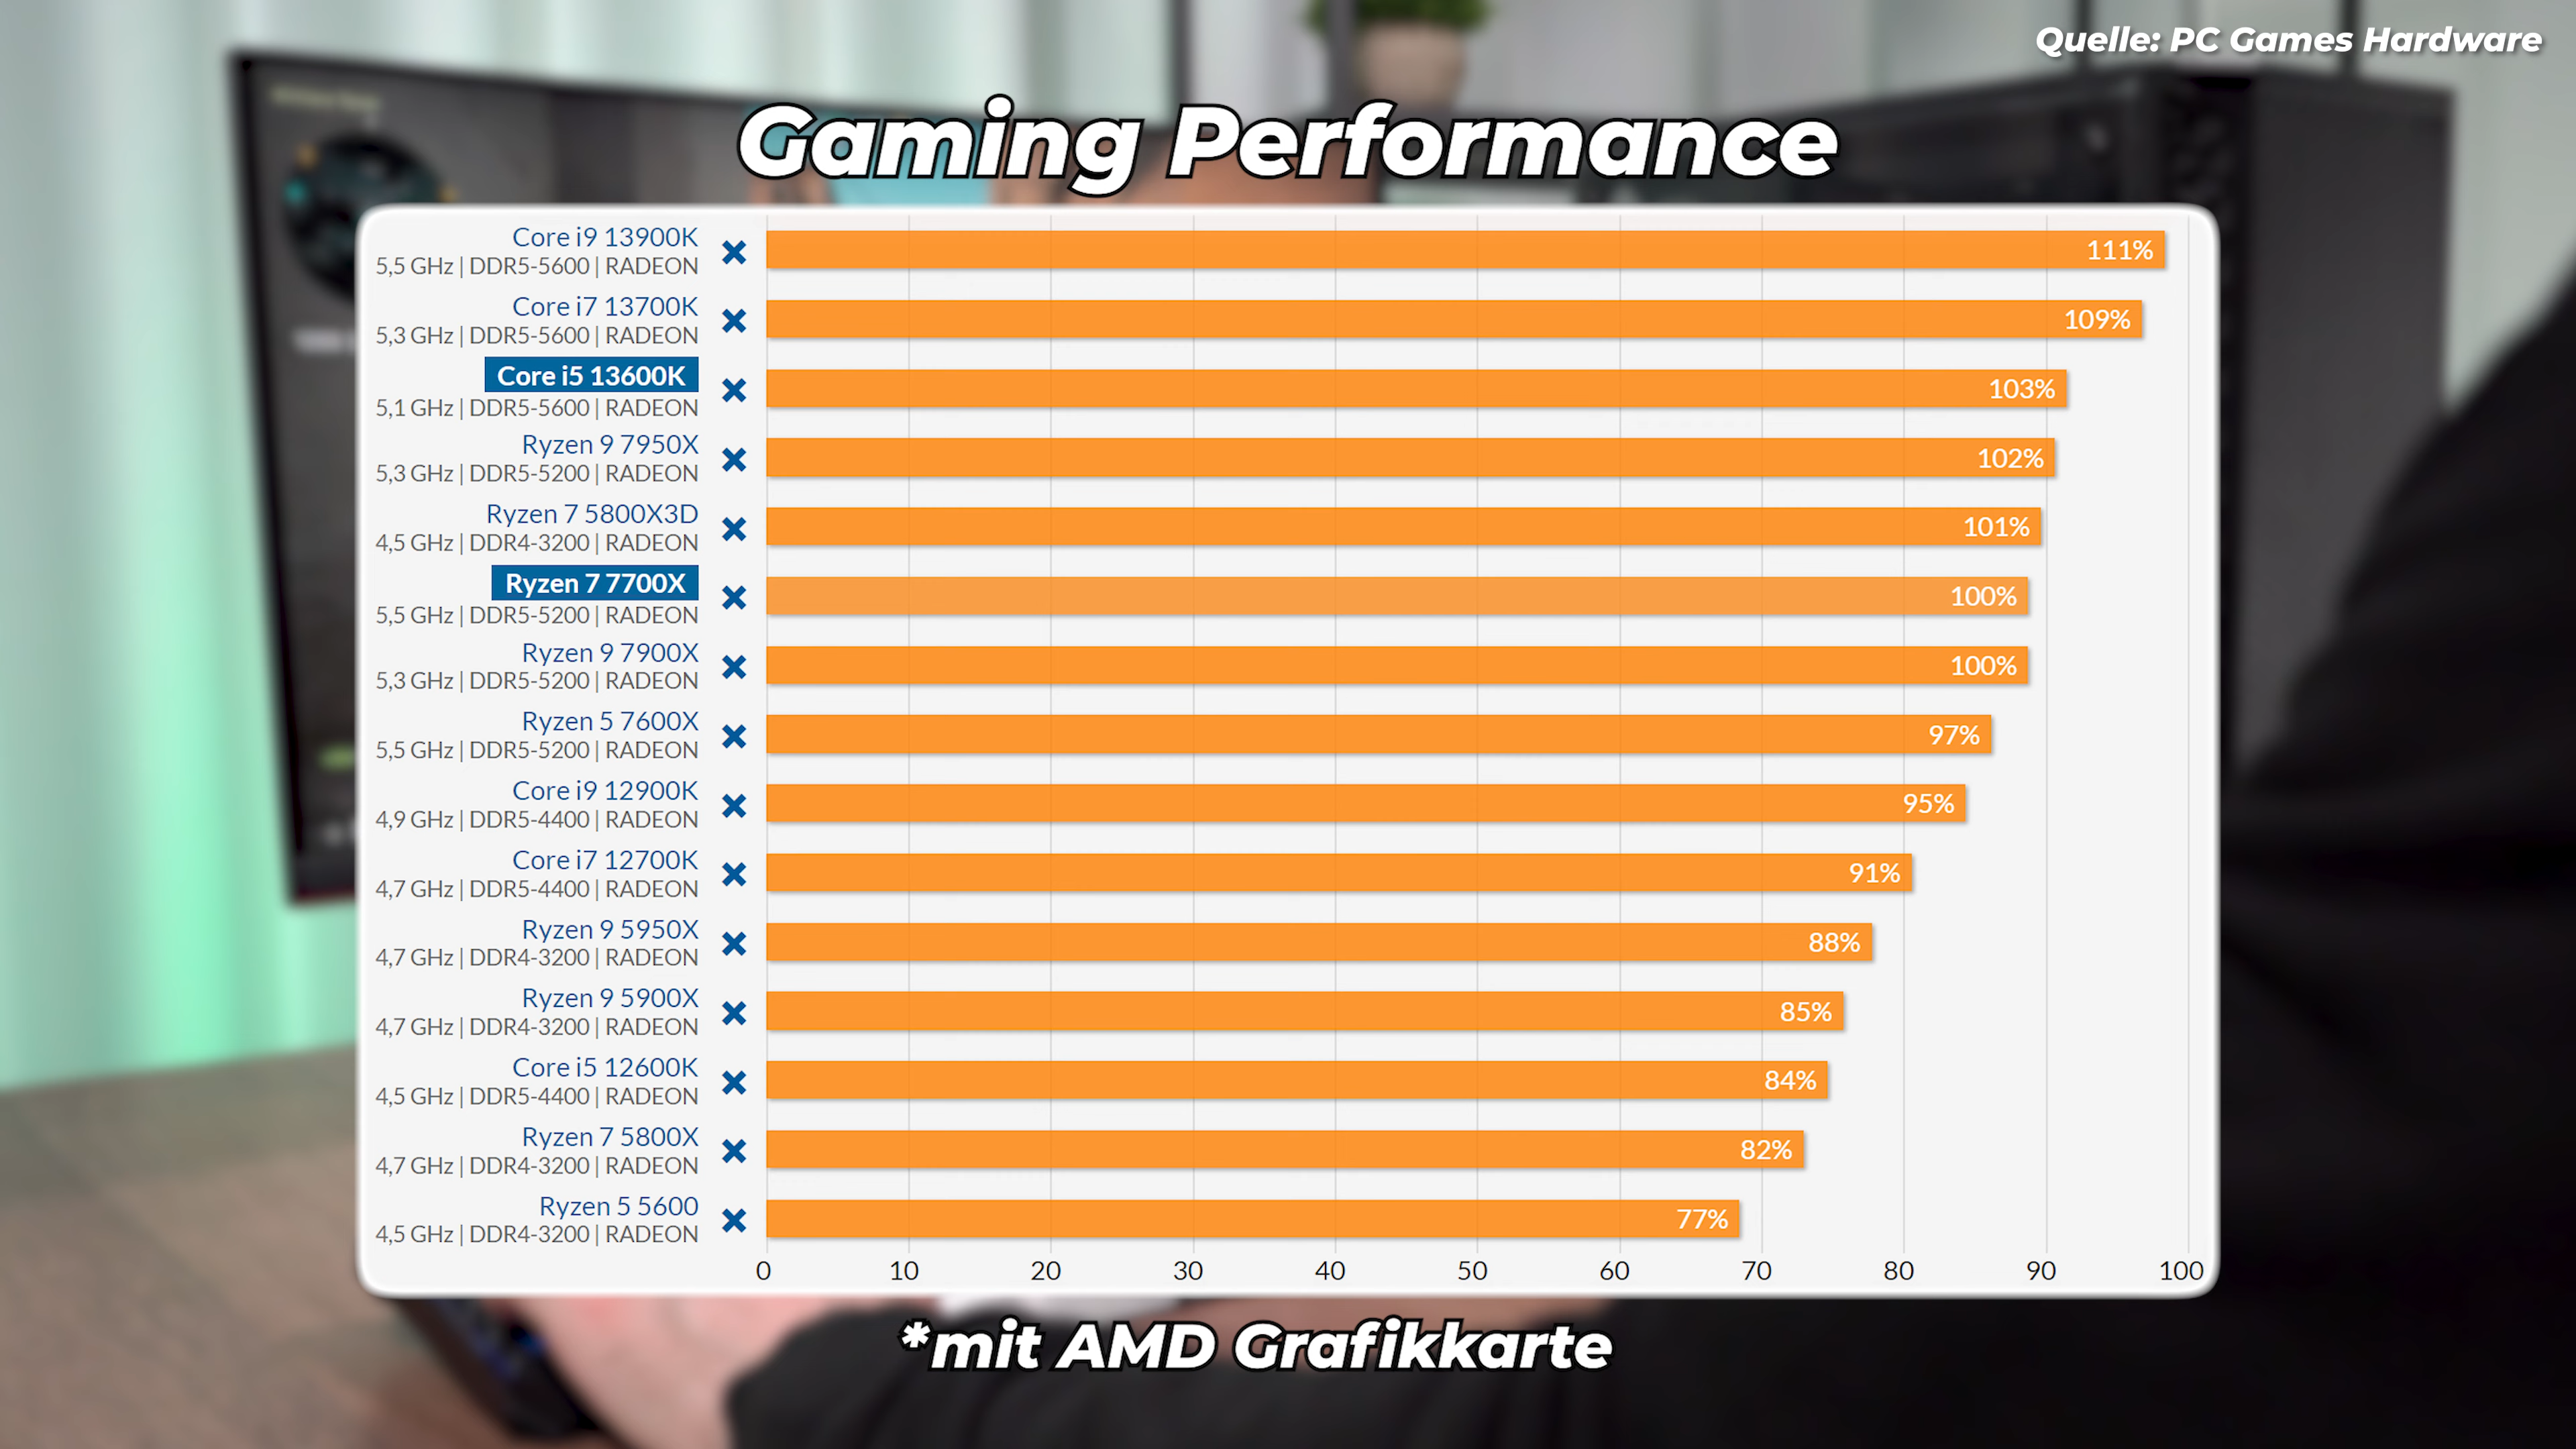 Quelle: PC Games Hardware
Gaming Performance
Core i9 13900K
5,5 GHz | DDR5-5600 | RADEON
111%
Core i7 13700K
5,3 GHz | DDR5-5600 | RADEON
109%
Core i5 13600K
5,1 GHz | DDR5-5600 | RADEON
103%
Ryzen 9 7950X
5,3 GHz | DDR5-5200 | RADEON
102%
Ryzen 7 5800X3D
4,5 GHz | DDR4-3200 | RADEON
101%
Ryzen 7 7700X
5,5 GHz | DDR5-5200 | RADEON
100%
Ryzen 9 7900X
5,3 GHz | DDR5-5200 | RADEON
100%
Ryzen 5 7600X
5,5 GHz | DDR5-5200 | RADEON
97%
Core i9 12900K
4,9 GHz | DDR5-4400 | RADEON
95%
Core i7 12700K
4,7 GHz | DDR5-4400 | RADEON
91%
Ryzen 9 5950X
4,7 GHz | DDR4-3200 | RADEON
88%
Ryzen 9 5900X
4,7 GHz | DDR4-3200 | RADEON
85%
Core i5 12600K
4,5 GHz | DDR5-4400 | RADEON
84%
Ryzen 7 5800X
4,7 GHz | DDR4-3200 | RADEON
82%
Ryzen 5 5600
4,5 GHz | DDR4-3200 | RADEON
77%
0 10 20 30 40 50 60 70 80 90 100
*mit AMD Grafikkarte